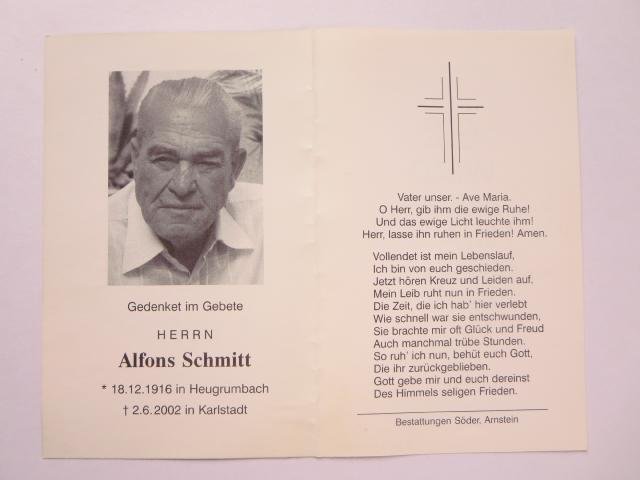 Gedenket im Gebete
HERRN
Alfons Schmitt
* 18.12.1916 in Heugrumbach
† 2.6.2002 in Karlstadt
Vater unser. - Ave Maria.
O Herr, gib ihm die ewige Ruhe!
Und das ewige Licht leuchte ihm!
Herr, lasse ihn ruhen in Frieden! Amen.
Vollendet ist mein Lebenslauf,
Ich bin von euch geschieden.
Jetzt hören Kreuz und Leiden auf,
Mein Leib ruht nun in Frieden.
Die Zeit, die ich hab' hier verlebt
Wie schnell war sie entschwunden,
Sie brachte mir oft Glück und Freud
Auch manchmal trübe Stunden.
So ruh' ich nun, behüt euch Gott,
Die ihr zurückgeblieben.
Gott gebe mir und euch dereinst
Des Himmels seligen Frieden.
Bestattungen Söder, Arnstein